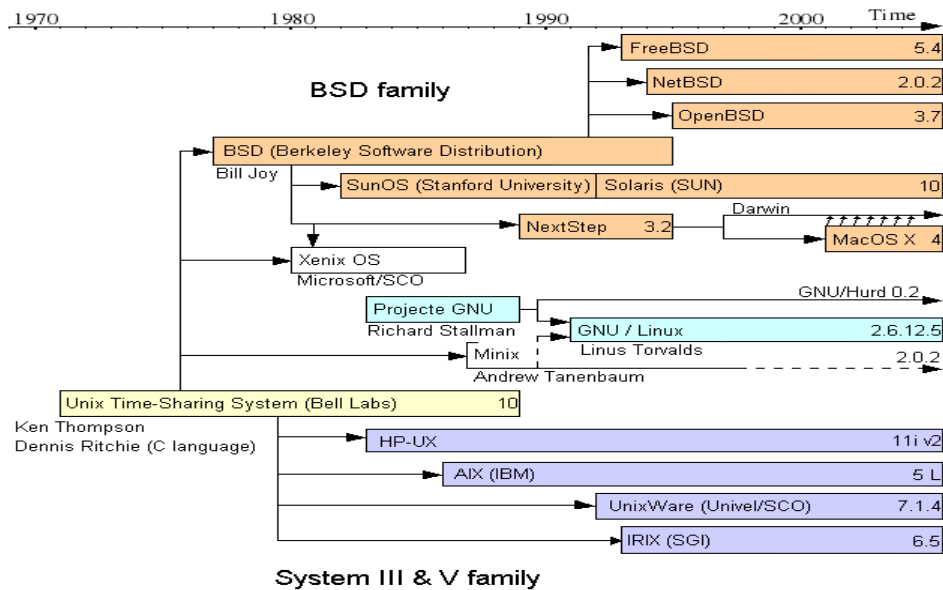 1970 1980 1990 2000 Time
FreeBSD 5.4
BSD family
NetBSD 2.0.2
OpenBSD 3.7
BSD (Berkeley Software Distribution)
Bill Joy
SunOS (Stanford University) Solaris (SUN) 10
Darwin
NextStep 3.2
MacOS X 4
Xenix OS
Microsoft/SCO
GNU/Hurd 0.2
Projecte GNU
Richard Stallman
GNU / Linux 2.6.12.5
Linus Torvalds
Minix 2.0.2
Andrew Tanenbaum
Unix Time-Sharing System (Bell Labs) 10
Ken Thompson
Dennis Ritchie (C language)
HP-UX 11i v2
AIX (IBM) 5 L
UnixWare (Univel/SCO) 7.1.4
IRIX (SGI) 6.5
System III & V family